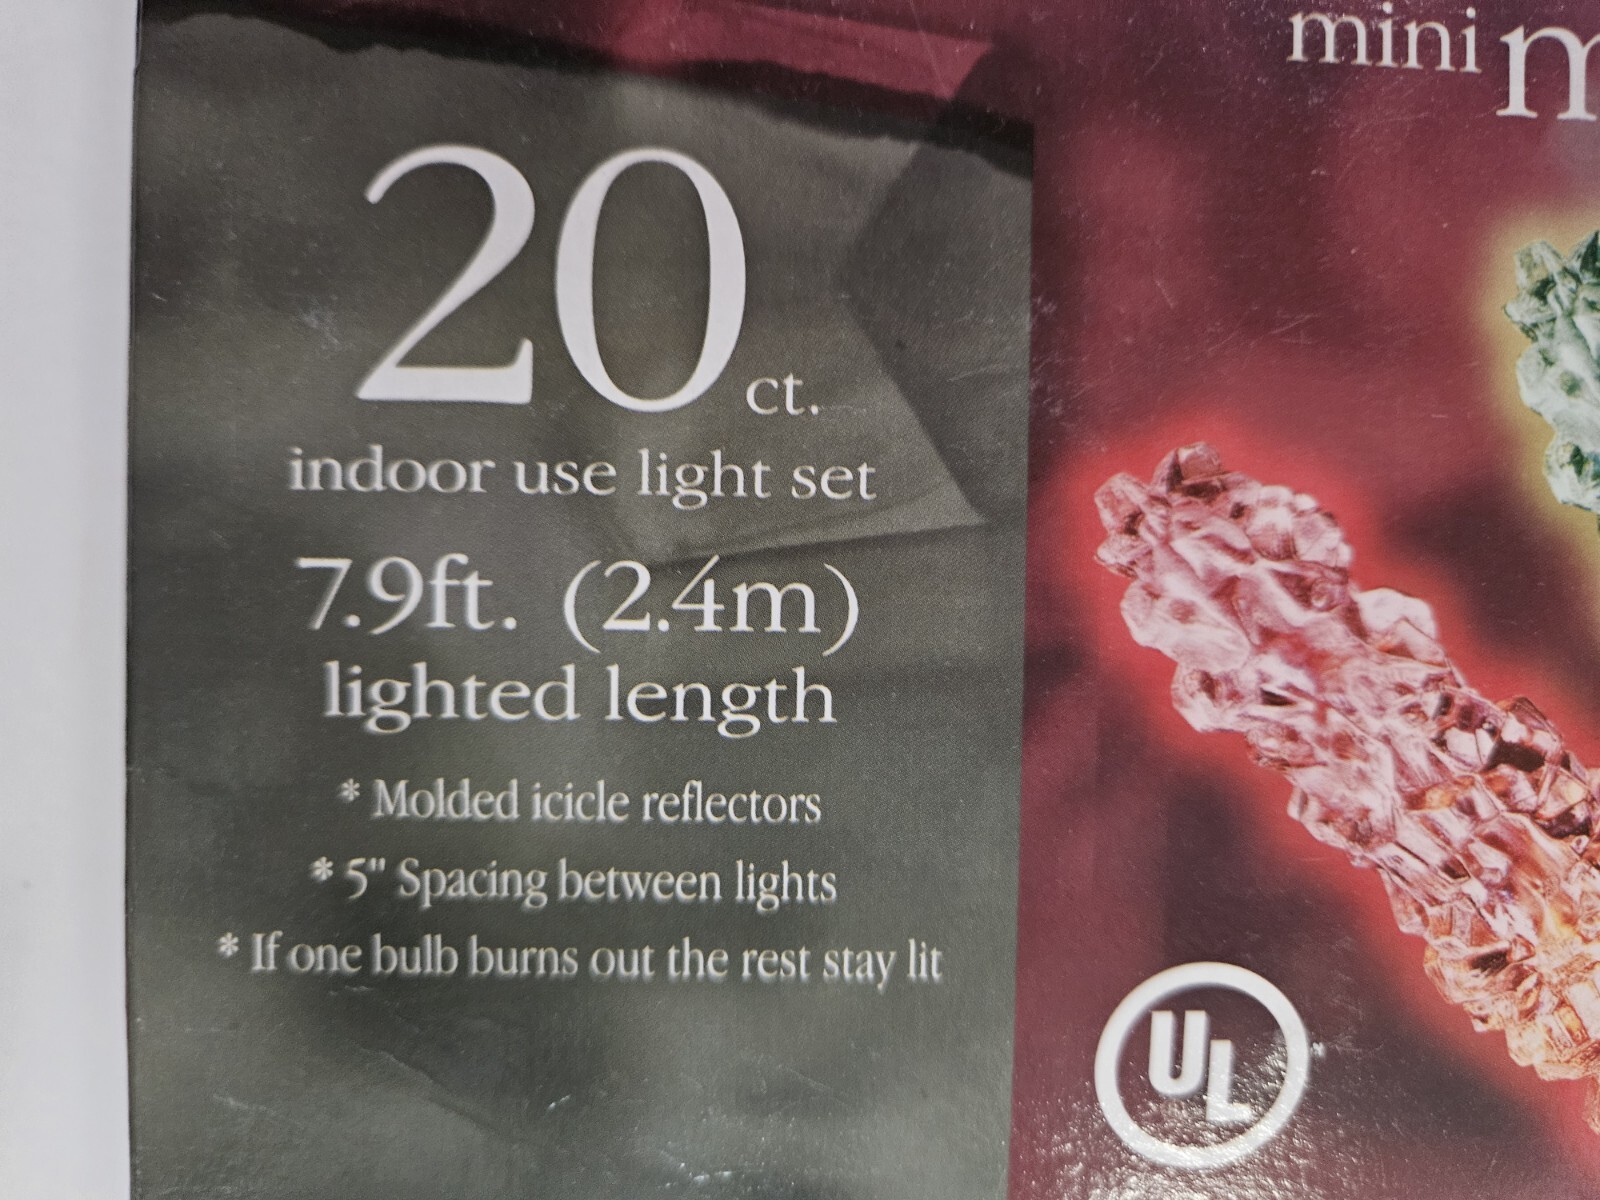 mini
20 ct.
indoor use light set
7.9ft. (2.4m)
lighted length
* Molded icicle reflectors
* 5" Spacing between lights
* If one bulb burns out the rest stay lit
UL